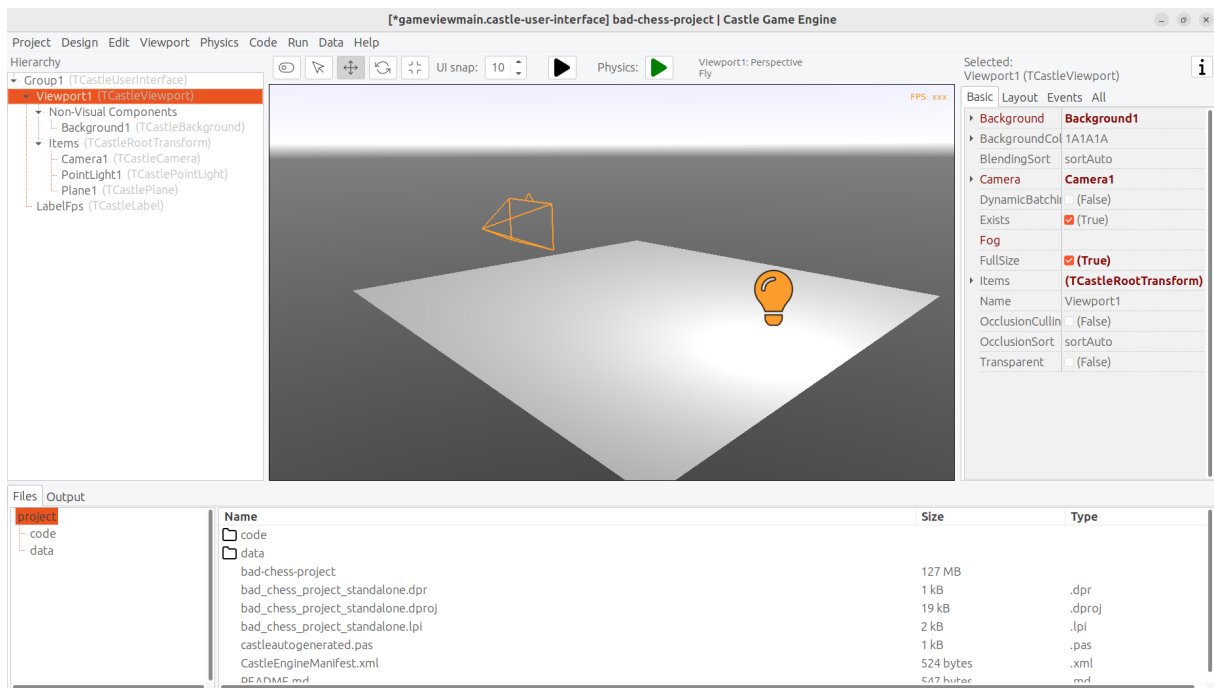 [*gameviewmain.castle-user-interface] bad-chess-project | Castle Game Engine
Project Design Edit Viewport Physics Code Run Data Help
Hierarchy
Group1 (TCastleUserInterface)
Viewport1 (TCastleViewport)
Non-Visual Components
Background1 (TCastleBackground)
Items (TCastleRootTransform)
Camera1 (TCastleCamera)
PointLight1 (TCastlePointLight)
Plane1 (TCastlePlane)
LabelFps (TCastleLabel)
UI snap: 10
Physics:
Viewport1: Perspective
Fly
FPS: xxx
Selected:
Viewport1 (TCastleViewport)
i
Basic Layout Events All
Background Background1
BackgroundCol 1A1A1A
BlendingSort sortAuto
Camera Camera1
DynamicBatchi (False)
Exists (True)
Fog
FullSize (True)
Items (TCastleRootTransform)
Name Viewport1
OcclusionCullin (False)
OcclusionSort sortAuto
Transparent (False)
Files Output
project
code
data
Name Size Type
code
data
bad-chess-project 127 MB
bad_chess_project_standalone.dpr 1 kB .dpr
bad_chess_project_standalone.dproj 19 kB .dproj
bad_chess_project_standalone.lpi 2 kB .lpi
castleautogenerated.pas 1 kB .pas
CastleEngineManifest.xml 524 bytes .xml
README.md 547 bytes .md